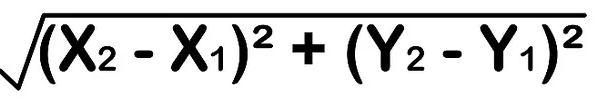 √(X₂ - X₁)² + (Y₂ - Y₁)²